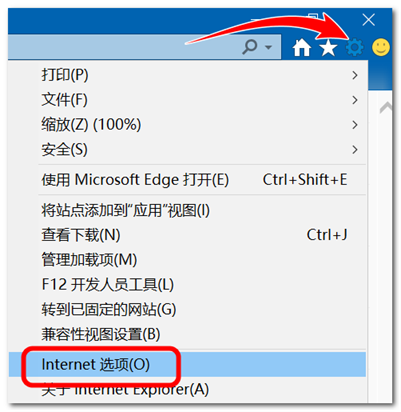 打印(P)
文件(F)
缩放(Z) (100%)
安全(S)
使用 Microsoft Edge 打开(E) Ctrl+Shift+E
将站点添加到“应用”视图(I)
查看下载(N) Ctrl+J
管理加载项(M)
F12 开发人员工具(L)
转到已固定的网站(G)
兼容性视图设置(B)
Internet 选项(O)
关于 Internet Explorer(A)